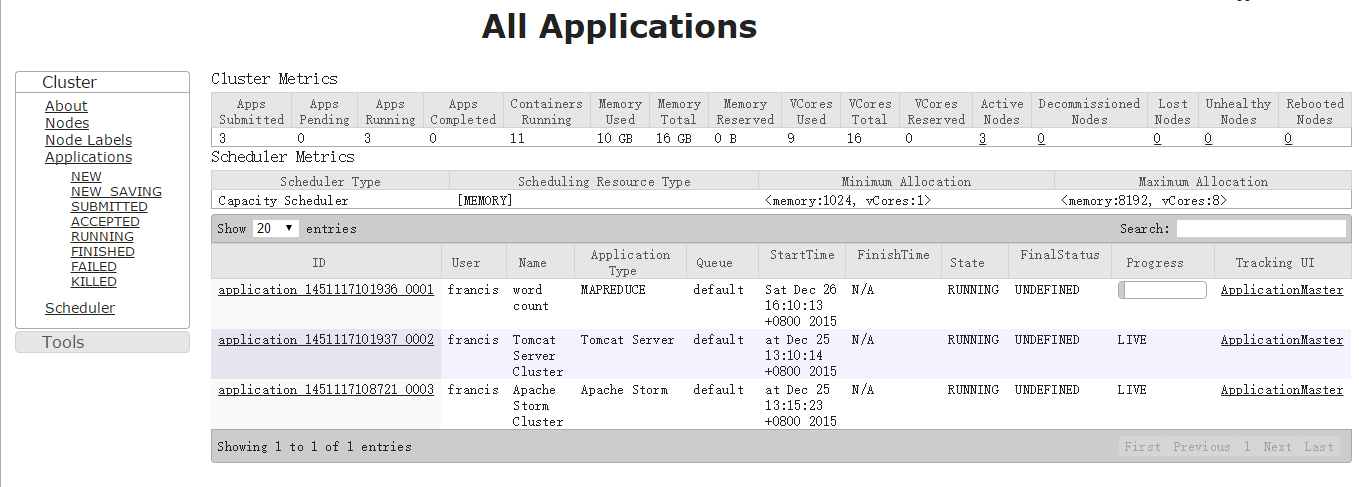 All Applications
Cluster
About
Nodes
Node Labels
Applications
NEW
NEW_SAVING
SUBMITTED
ACCEPTED
RUNNING
FINISHED
FAILED
KILLED
Scheduler
Tools
Cluster Metrics
Apps Submitted Apps Pending Apps Running Apps Completed Containers Running Memory Used Memory Total Memory Reserved VCores Used VCores Total VCores Reserved Active Nodes Decommissioned Nodes Lost Nodes Unhealthy Nodes Rebooted Nodes
3 0 3 0 11 10 GB 16 GB 0 B 9 16 0 3 0 0 0 0
Scheduler Metrics
Scheduler Type Scheduling Resource Type Minimum Allocation Maximum Allocation
Capacity Scheduler [MEMORY] <memory:1024, vCores:1> <memory:8192, vCores:8>
Show 20 entries Search:
ID User Name Application Type Queue StartTime FinishTime State FinalStatus Progress Tracking UI
application_1451117101936_0001 francis word count MAPREDUCE default Sat Dec 26 16:10:13 +0800 2015 N/A RUNNING UNDEFINED ApplicationMaster
application_1451117101937_0002 francis Tomcat Server Cluster Tomcat Server default at Dec 25 13:10:14 +0800 2015 N/A RUNNING UNDEFINED LIVE ApplicationMaster
application_1451117108721_0003 francis Apache Storm Cluster Apache Storm default at Dec 25 13:15:23 +0800 2015 N/A RUNNING UNDEFINED LIVE ApplicationMaster
Showing 1 to 1 of 1 entries First Previous 1 Next Last